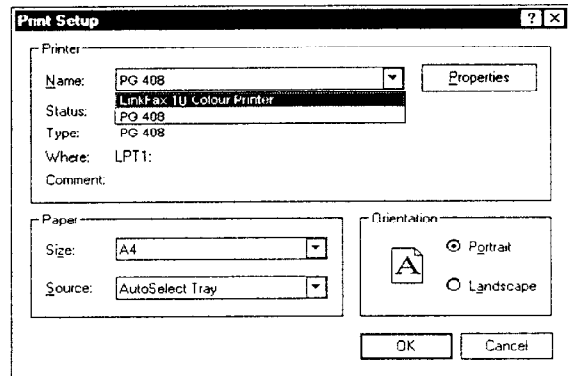 Print Setup
Printer
Name: PG 408 Properties
LinkFax 10 Colour Printer
Status: PG 408
Type: PG 408
Where: LPT1:
Comment:
Paper
Size: A4
Source: AutoSelect Tray
Orientation
A
Portrait
Landscape
OK Cancel